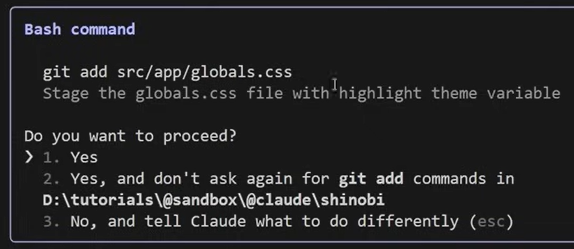 Bash command
git add src/app/globals.css
Stage the globals.css file with highlight theme variable
Do you want to proceed?
❯ 1. Yes
2. Yes, and don't ask again for git add commands in
D:\tutorials\@sandbox\@claude\shinobi
3. No, and tell Claude what to do differently (esc)